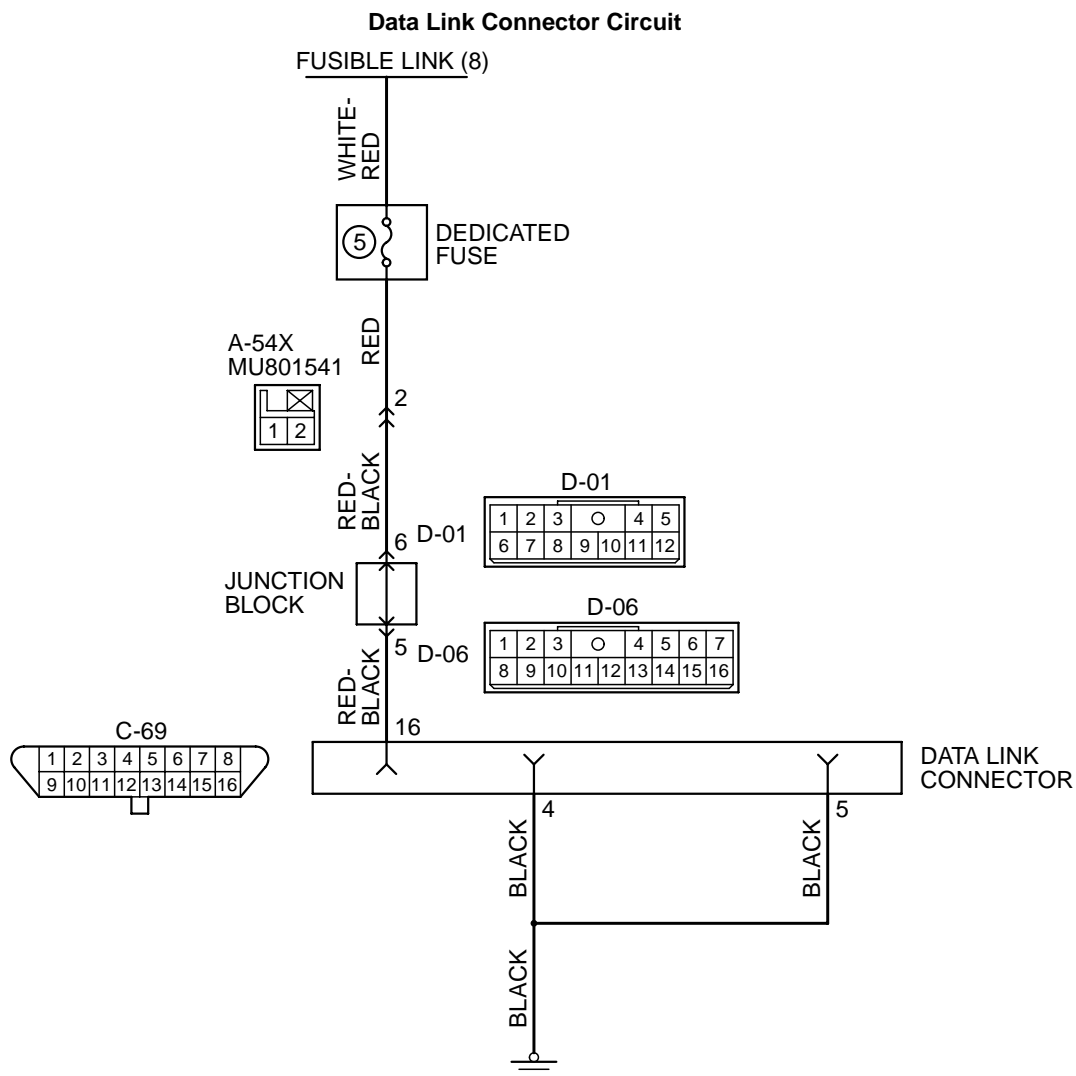 Data Link Connector Circuit
FUSIBLE LINK (8)
WHITE-
RED
5
DEDICATED
FUSE
RED
A-54X
MU801541
1 2
2
RED-
BLACK
D-01
1 2 3 4 5
6 7 8 9 10 11 12
6 D-01
JUNCTION
BLOCK
D-06
1 2 3 4 5 6 7
8 9 10 11 12 13 14 15 16
5 D-06
RED-
BLACK
16
C-69
1 2 3 4 5 6 7 8
9 10 11 12 13 14 15 16
DATA LINK
CONNECTOR
4
5
BLACK
BLACK
BLACK